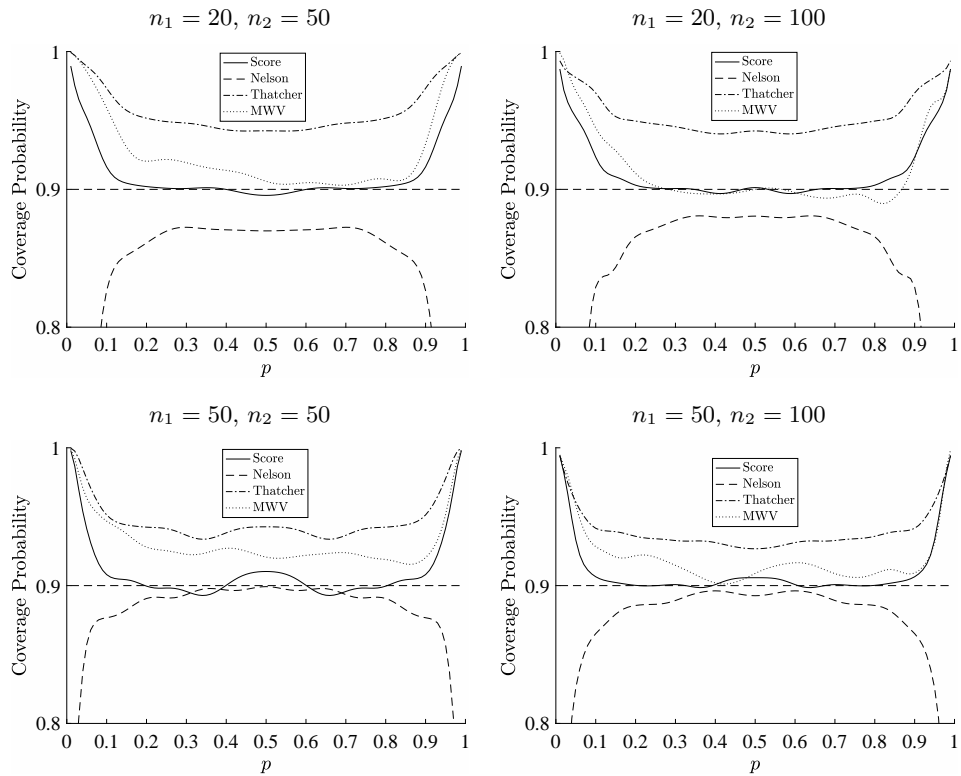 n₁ = 20, n₂ = 50
Coverage Probability
1
0.9
0.8
Score
Nelson
Thatcher
MWV
0 0.1 0.2 0.3 0.4 0.5 0.6 0.7 0.8 0.9 1
p
n₁ = 20, n₂ = 100
Coverage Probability
1
0.9
0.8
Score
Nelson
Thatcher
MWV
0 0.1 0.2 0.3 0.4 0.5 0.6 0.7 0.8 0.9 1
p
n₁ = 50, n₂ = 50
Coverage Probability
1
0.9
0.8
Score
Nelson
Thatcher
MWV
0 0.1 0.2 0.3 0.4 0.5 0.6 0.7 0.8 0.9 1
p
n₁ = 50, n₂ = 100
Coverage Probability
1
0.9
0.8
Score
Nelson
Thatcher
MWV
0 0.1 0.2 0.3 0.4 0.5 0.6 0.7 0.8 0.9 1
p